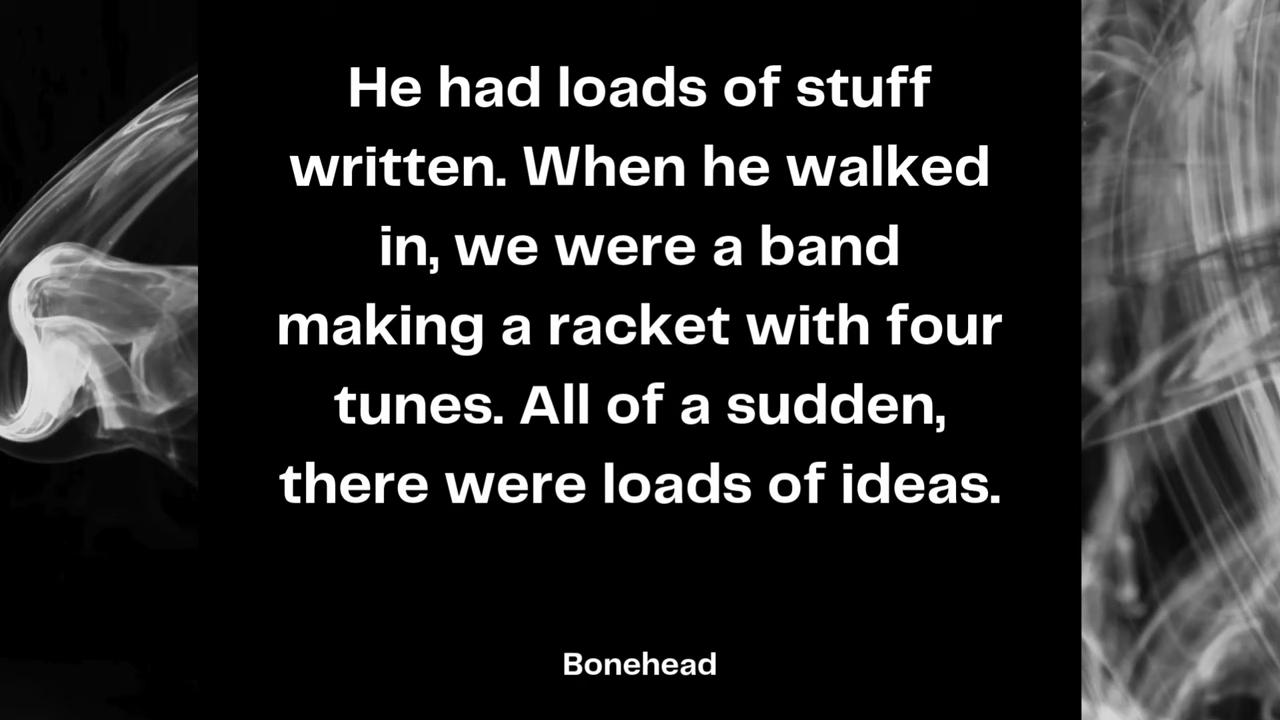 He had loads of stuff
written. When he walked
in, we were a band
making a racket with four
tunes. All of a sudden,
there were loads of ideas.
Bonehead